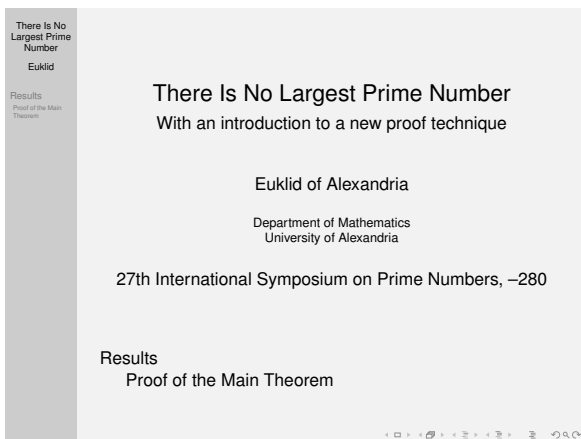 There Is No
Largest Prime
Number
Euklid
Results
Proof of the Main
Theorem
There Is No Largest Prime Number
With an introduction to a new proof technique
Euklid of Alexandria
Department of Mathematics
University of Alexandria
27th International Symposium on Prime Numbers, –280
Results
Proof of the Main Theorem